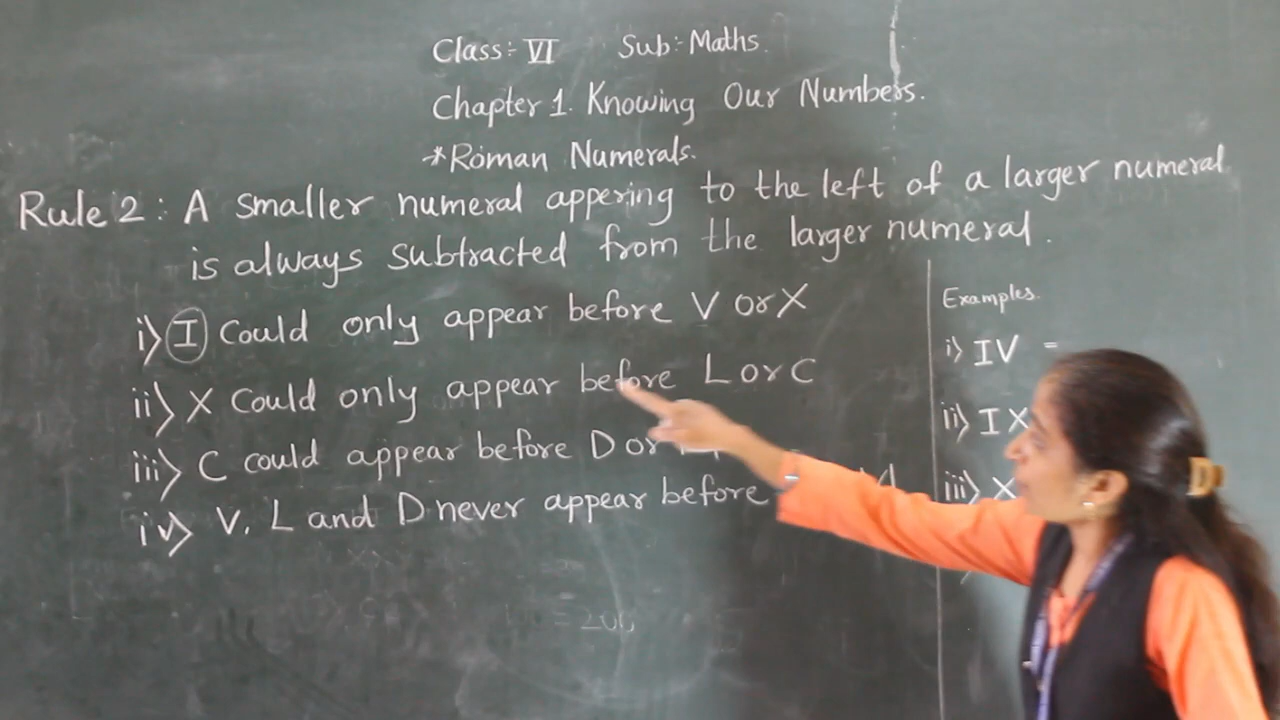 Class:- VI Sub:- Maths.
Chapter 1. Knowing Our Numbers.
*Roman Numerals.
Rule 2: A smaller numeral appering to the left of a larger numeral
is always subtracted from the larger numeral.
i) I Could only appear before V or X
ii) X Could only appear before L or C
iii) C could appear before D or
iv) V, L and D never appear before
Examples.
i) IV =
ii) IX
iii) X